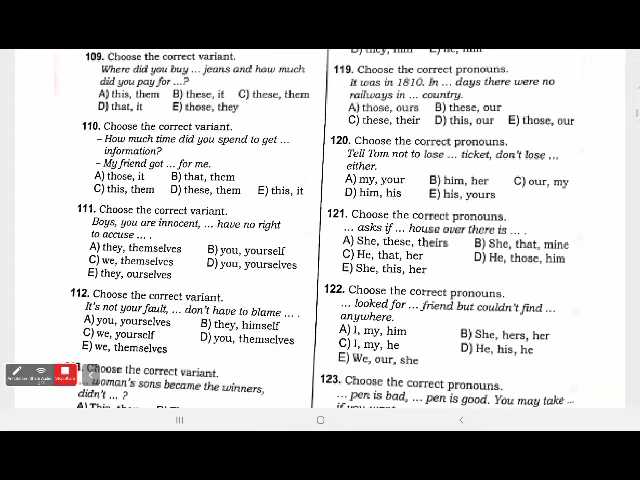 109. Choose the correct variant.
Where did you buy ... jeans and how much
did you pay for ...?
A) this, them B) these, it C) these, them
D) that, it E) those, they
110. Choose the correct variant.
– How much time did you spend to get ...
information?
– My friend got ... for me.
A) those, it B) that, them
C) this, them D) these, them E) this, it
111. Choose the correct variant.
Boys, you are innocent, ... have no right
to accuse ... .
A) they, themselves B) you, yourself
C) we, themselves D) you, yourselves
E) they, ourselves
112. Choose the correct variant.
It's not your fault, ... don't have to blame ... .
A) you, yourselves B) they, himself
C) we, yourself D) you, themselves
E) we, themselves
Choose the correct variant.
... woman's sons became the winners,
didn't ... ?
D) they, him E) he, him
119. Choose the correct pronouns.
It was in 1810. In ... days there were no
railways in ... country.
A) those, ours B) these, our
C) these, their D) this, our E) those, our
120. Choose the correct pronouns.
Tell Tom not to lose ... ticket, don't lose ...
either.
A) my, your B) him, her C) our, my
D) him, his E) his, yours
121. Choose the correct pronouns.
... asks if ... house over there is ... .
A) She, these, theirs B) She, that, mine
C) He, that, her D) He, those, him
E) She, this, her
122. Choose the correct pronouns.
... looked for ... friend but couldn't find ...
anywhere.
A) I, my, him B) She, hers, her
C) I, my, he D) He, his, he
E) We, our, she
123. Choose the correct pronouns.
... pen is bad, ... pen is good. You may take ...
if you want
Annotation Share Audio Stop Share